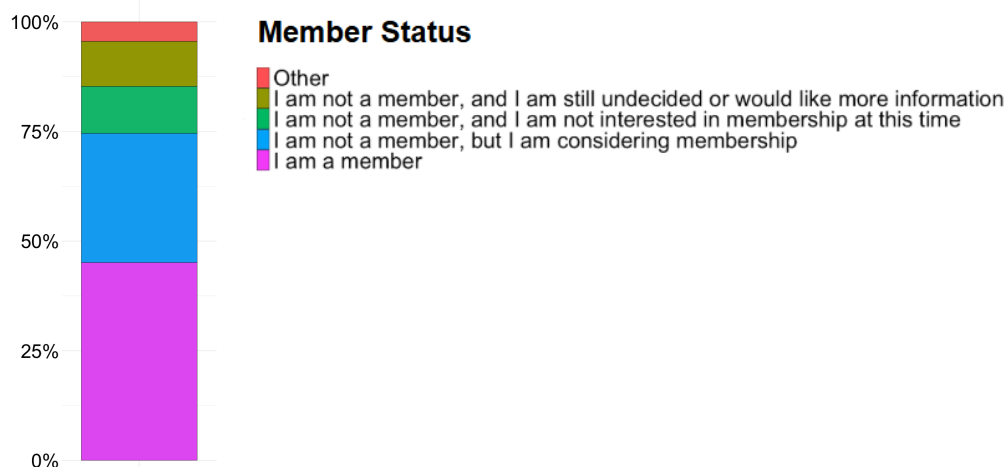 100%
75%
50%
25%
0%
Member Status
Other
I am not a member, and I am still undecided or would like more information
I am not a member, and I am not interested in membership at this time
I am not a member, but I am considering membership
I am a member